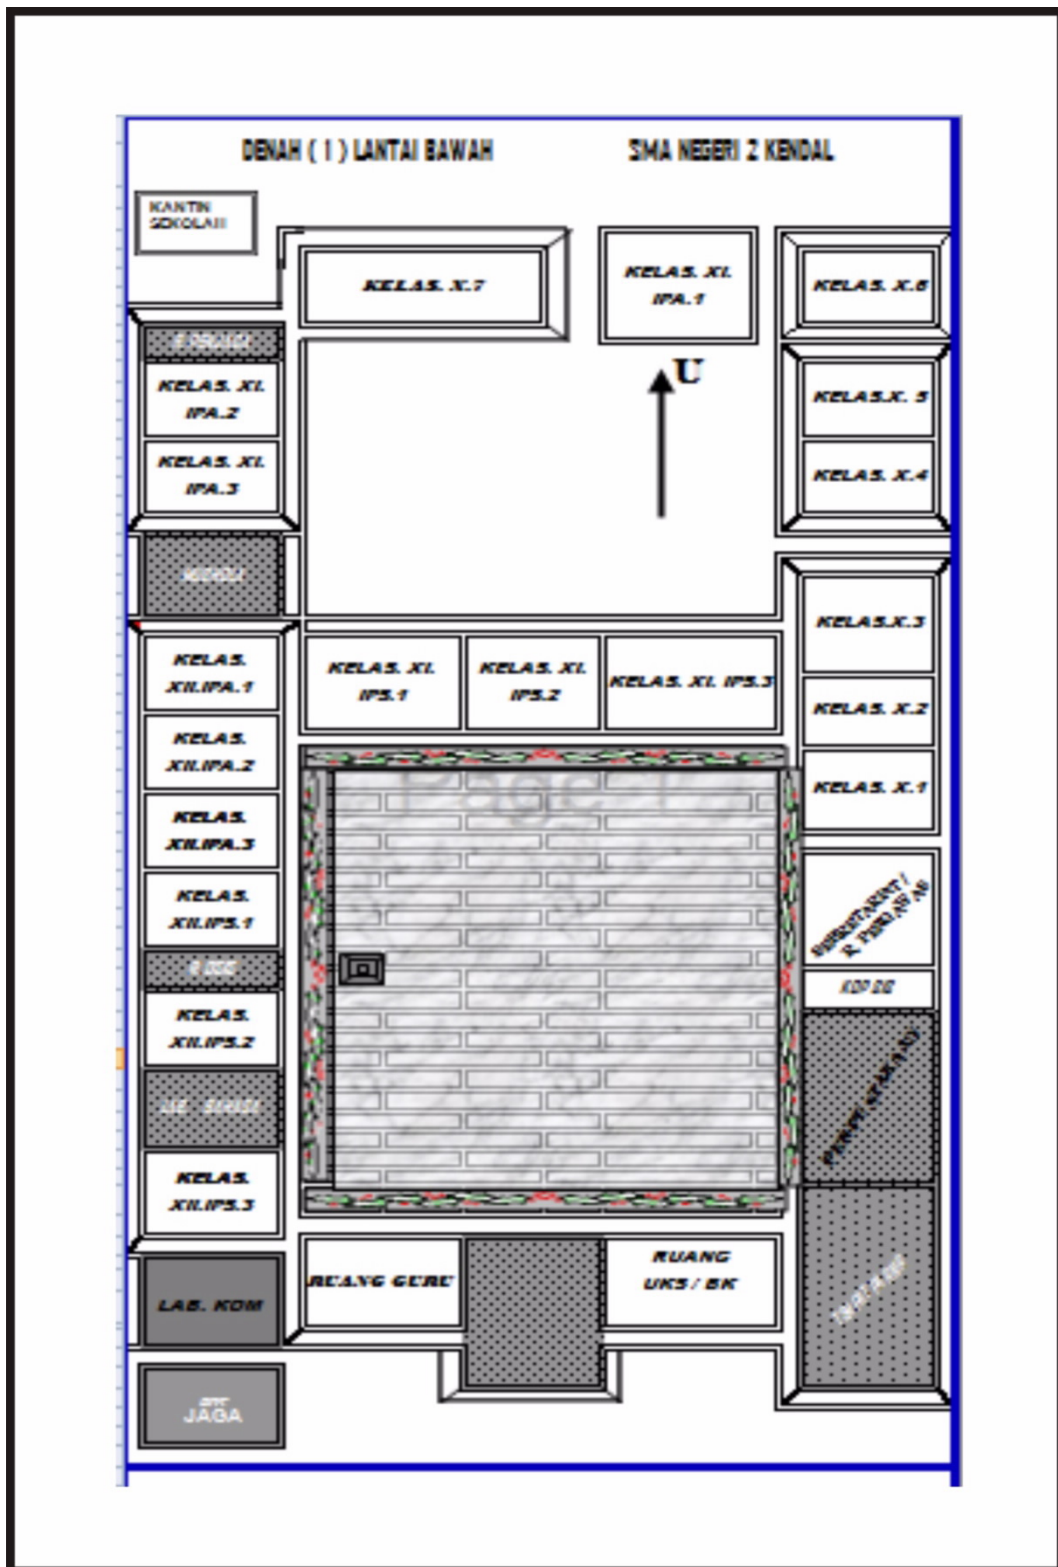 DENAH ( 1 ) LANTAI BAWAH
SMA NEGERI 2 KENDAL
KANTIN
SEKOLAH
KELAS. X.7
KELAS. XI.
IPA.1
KELAS. X.6
U
KELAS. XI.
IPA.2
KELAS.X. 5
KELAS. XI.
IPA.3
KELAS. X.4
KELAS.X.3
KELAS.
XII.IPA.1
KELAS. XI.
IPS.1
KELAS. XI.
IPS.2
KELAS. XI. IPS.3
KELAS. X.2
KELAS.
XII.IPA.2
KELAS. X.1
Page 1
KELAS.
XII.IPA.3
KELAS.
XII.IPS.1
KELAS.
XII.IPS.2
KELAS.
XII.IPS.3
RUANG GURU
RUANG
UKS / BK
LAB. KOM
JAGA